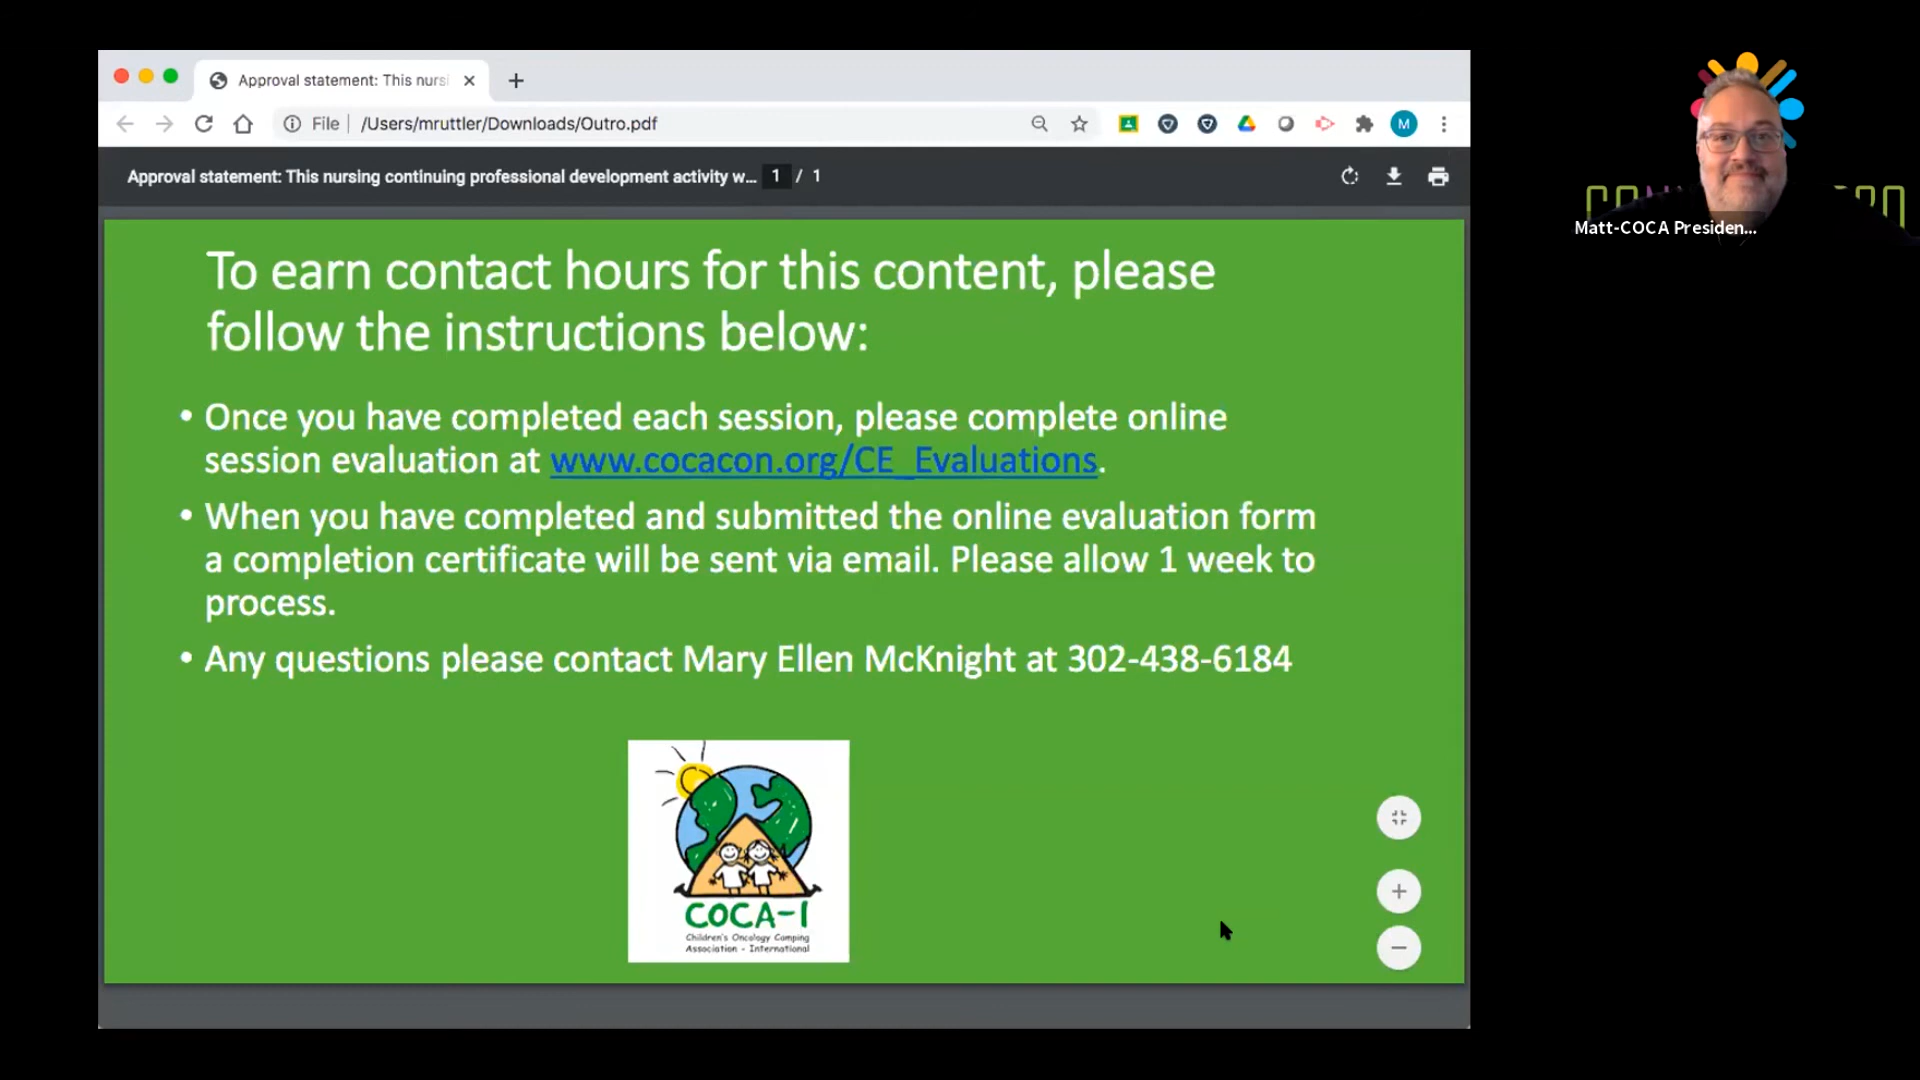 Approval statement: This nursi
File
/Users/mruttler/Downloads/Outro.pdf
M
Approval statement: This nursing continuing professional development activity w... 1 / 1
To earn contact hours for this content, please
follow the instructions below:
• Once you have completed each session, please complete online
session evaluation at www.cocacon.org/CE_Evaluations.
• When you have completed and submitted the online evaluation form
a completion certificate will be sent via email. Please allow 1 week to
process.
• Any questions please contact Mary Ellen McKnight at 302-438-6184
COCA-I
Children's Oncology Camping
Association - International
Matt-COCA Presiden...